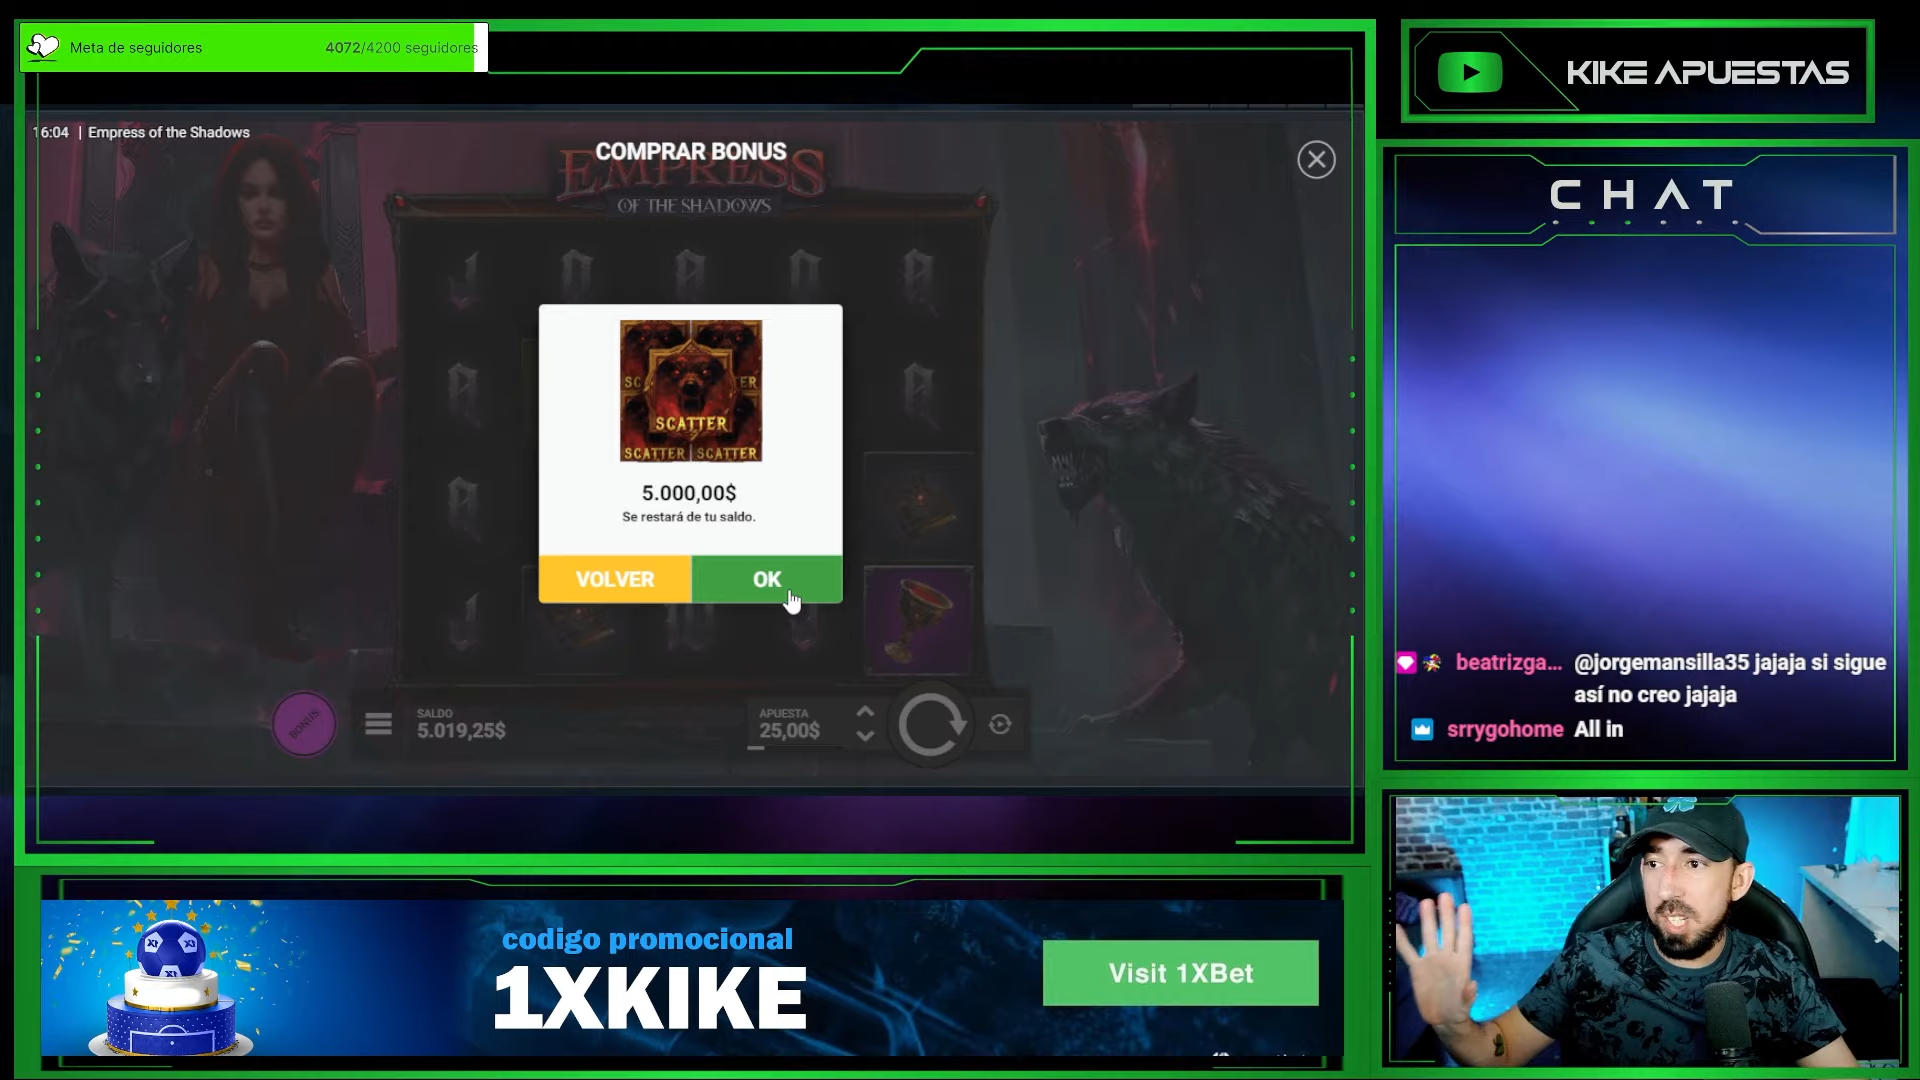 Meta de seguidores
4072/4200 seguidores
KIKE APUESTAS
16:04 | Empress of the Shadows
COMPRAR BONUS
EMPRESS
OF THE SHADOWS
CHAT
SCATTER
SCATTER SCATTER
5.000,00$
Se restará de tu saldo.
VOLVER
OK
BONUS
SALDO
5.019,25$
APUESTA
25,00$
beatrizga... @jorgemansilla35 jajaja si sigue
así no creo jajaja
srrygohome All in
codigo promocional
1XKIKE
Visit 1XBet